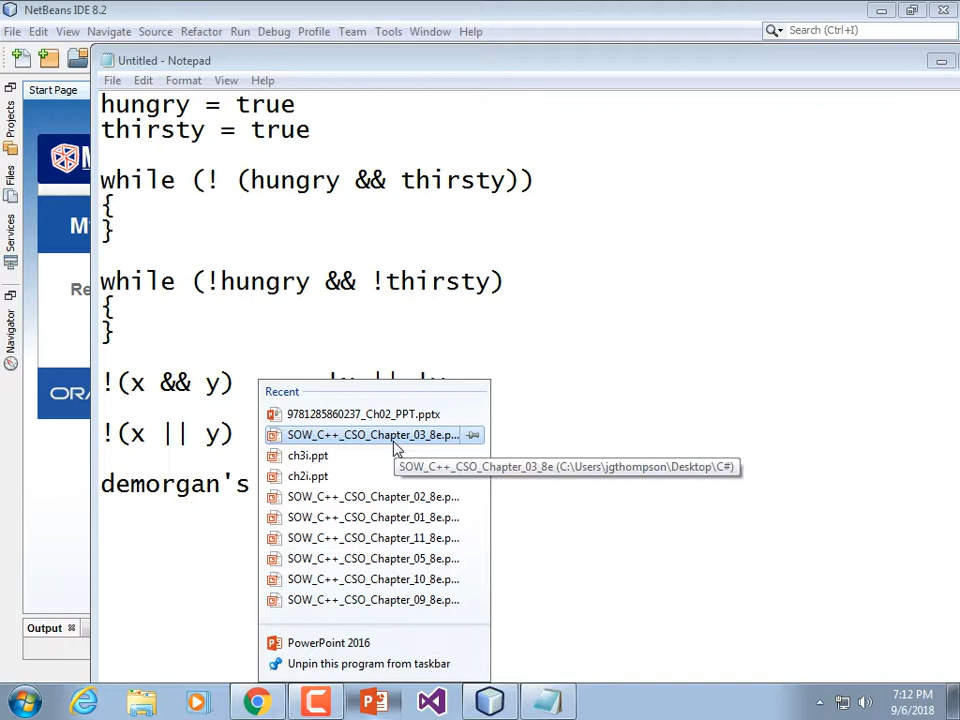 NetBeans IDE 8.2
File Edit View Navigate Source Refactor Run Debug Profile Team Tools Window Help
Search (Ctrl+I)
Start Page
Projects
Files
Services
Navigator
Untitled - Notepad
File Edit Format View Help
hungry = true
thirsty = true
while (! (hungry && thirsty))
{
}
while (!hungry && !thirsty)
{
}
!(x && y)
!(x || y)
demorgan's
Recent
9781285860237_Ch02_PPT.pptx
SOW_C++_CSO_Chapter_03_8e.p...
ch3i.ppt
SOW_C++_CSO_Chapter_03_8e (C:\Users\jgthompson\Desktop\C#)
ch2i.ppt
SOW_C++_CSO_Chapter_02_8e.p...
SOW_C++_CSO_Chapter_01_8e.p...
SOW_C++_CSO_Chapter_11_8e.p...
SOW_C++_CSO_Chapter_05_8e.p...
SOW_C++_CSO_Chapter_10_8e.p...
SOW_C++_CSO_Chapter_09_8e.p...
PowerPoint 2016
Unpin this program from taskbar
Output
7:12 PM
9/6/2018